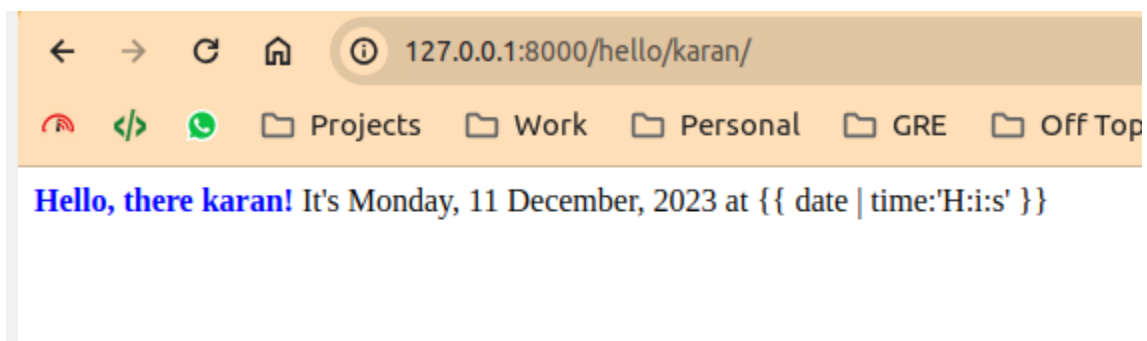 127.0.0.1:8000/hello/karan/
</> Projects Work Personal GRE Off Top
Hello, there karan! It's Monday, 11 December, 2023 at {{ date | time:'H:i:s' }}